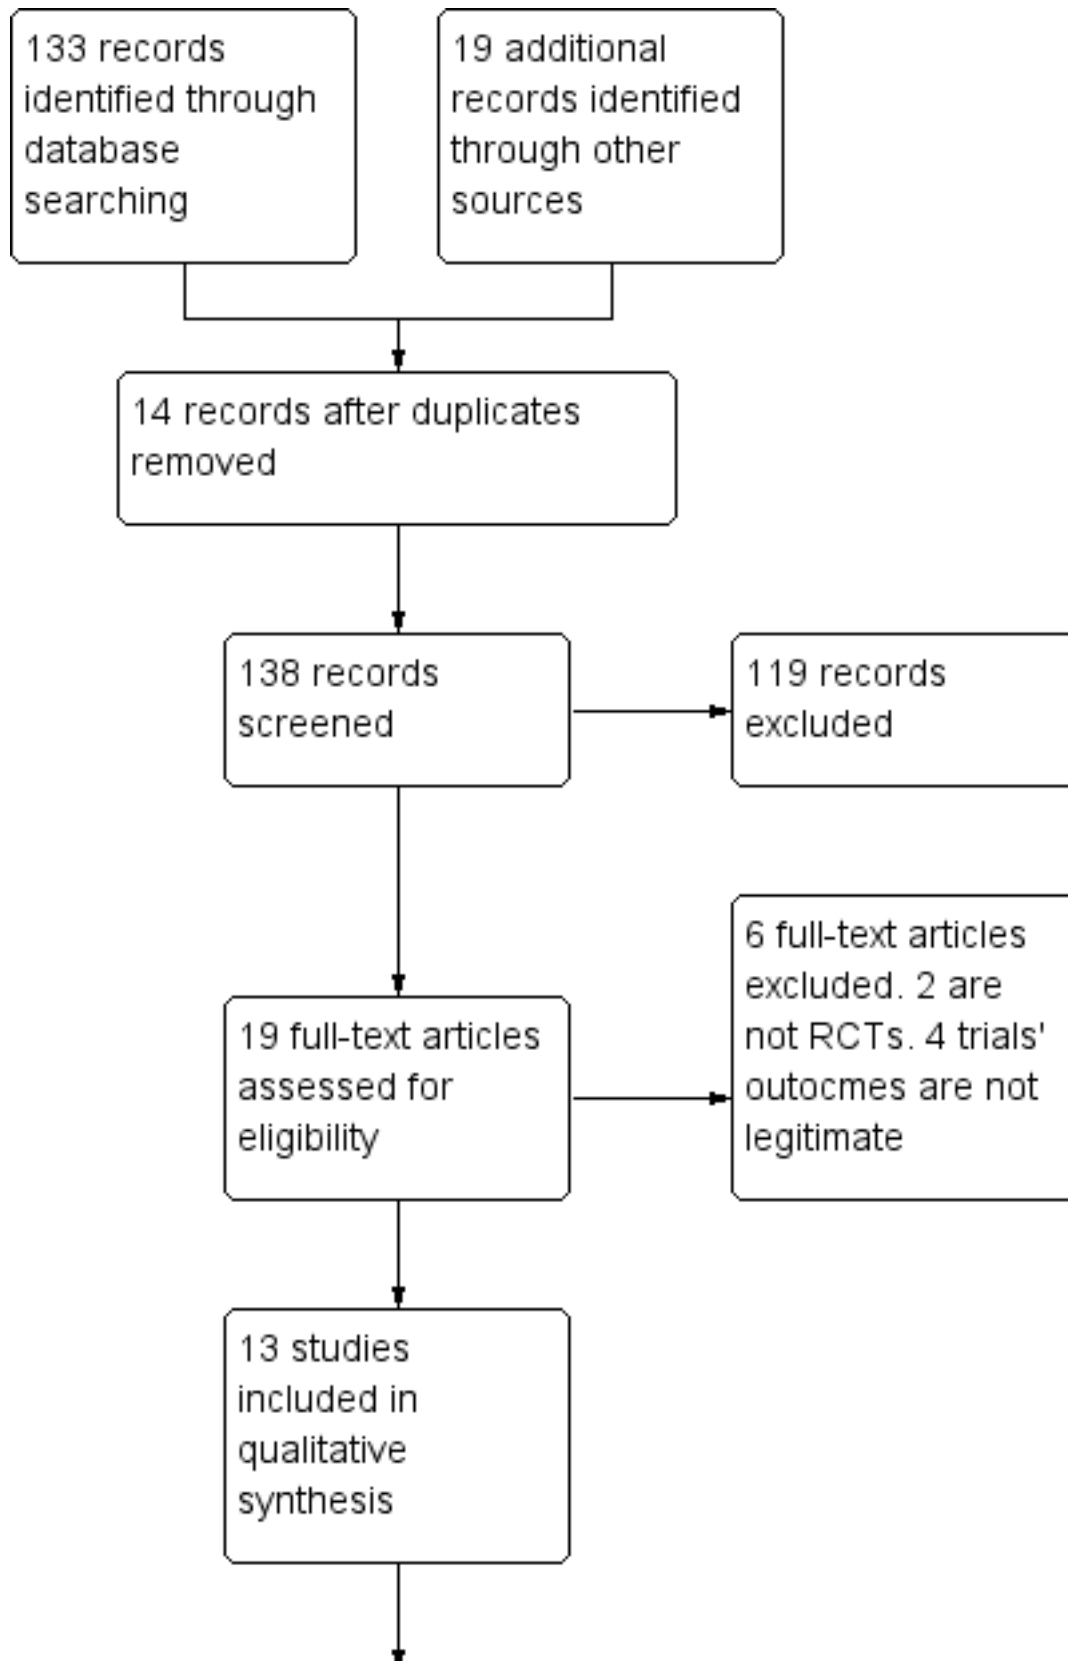 133 records
identified through
database
searching
19 additional
records identified
through other
sources
14 records after duplicates
removed
138 records
screened
119 records
excluded
6 full-text articles
excluded. 2 are
not RCTs. 4 trials'
outocmes are not
legitimate
19 full-text articles
assessed for
eligibility
13 studies
included in
qualitative
synthesis